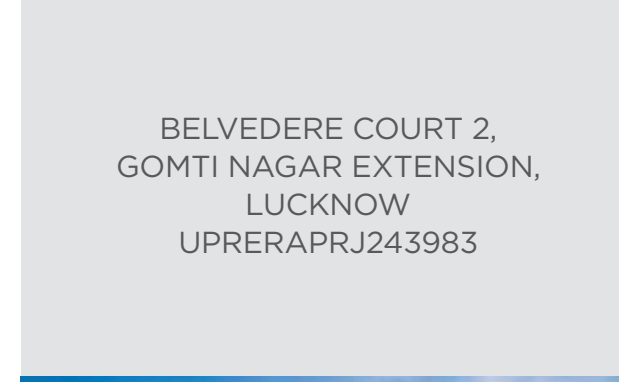 BELVEDERE COURT 2,
GOMTI NAGAR EXTENSION,
LUCKNOW
UPRERAPRJ243983